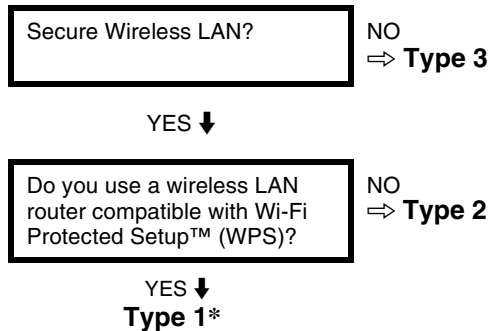 Secure Wireless LAN?
NO
⇨ Type 3
YES ⬇
Do you use a wireless LAN
router compatible with Wi-Fi
Protected Setup™ (WPS)?
NO
⇨ Type 2
YES ⬇
Type 1*